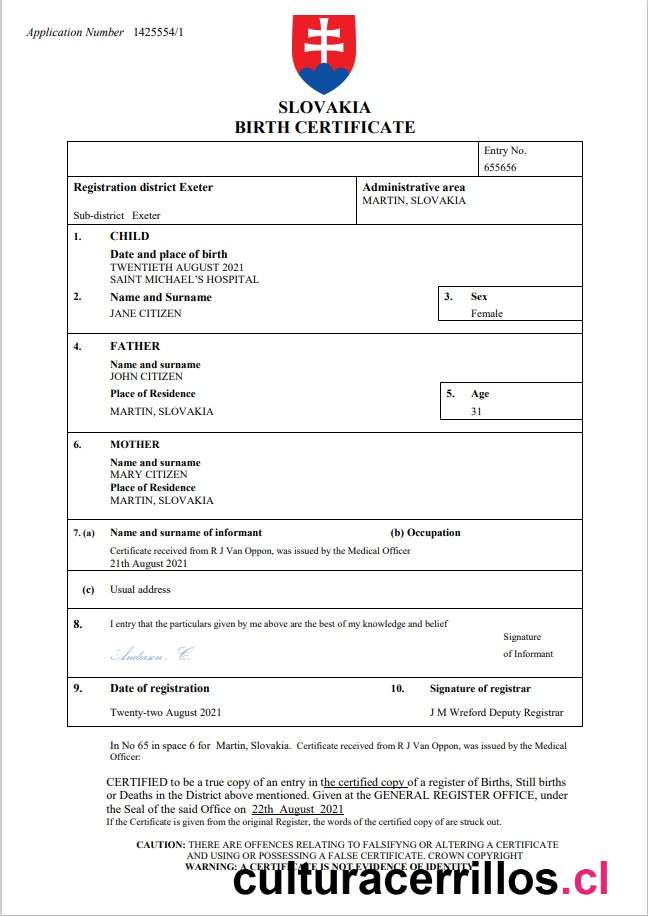 Application Number 1425554/1
SLOVAKIA
BIRTH CERTIFICATE
Entry No.
655656
Registration district Exeter
Administrative area
MARTIN, SLOVAKIA
Sub-district Exeter
1. CHILD
Date and place of birth
TWENTIETH AUGUST 2021
SAINT MICHAEL'S HOSPITAL
2. Name and Surname
3. Sex
JANE CITIZEN
Female
4. FATHER
Name and surname
JOHN CITIZEN
Place of Residence
5. Age
MARTIN, SLOVAKIA
31
6. MOTHER
Name and surname
MARY CITIZEN
Place of Residence
MARTIN, SLOVAKIA
7. (a) Name and surname of informant (b) Occupation
Certificate received from R J Van Oppon, was issued by the Medical Officer
21th August 2021
(c) Usual address
8. I entry that the particulars given by me above are the best of my knowledge and belief
Signature
of Informant
Anderson, C.
9. Date of registration 10. Signature of registrar
Twenty-two August 2021 J M Wreford Deputy Registrar
In No 65 in space 6 for Martin, Slovakia. Certificate received from R J Van Oppon, was issued by the Medical
Officer:
CERTIFIED to be a true copy of an entry in the certified copy of a register of Births, Still births
or Deaths in the District above mentioned. Given at the GENERAL REGISTER OFFICE, under
the Seal of the said Office on 22th August 2021
If the Certificate is given from the original Register, the words of the certified copy of are struck out.
CAUTION: THERE ARE OFFENCES RELATING TO FALSIFYNG OR ALTERING A CERTIFICATE
AND USING OR POSSESSING A FALSE CERTIFICATE. CROWN COPYRIGHT
WARNING: A CERTIFICATE IS NOT EVIDENCE OF IDENTITY
culturacerrillos.cl